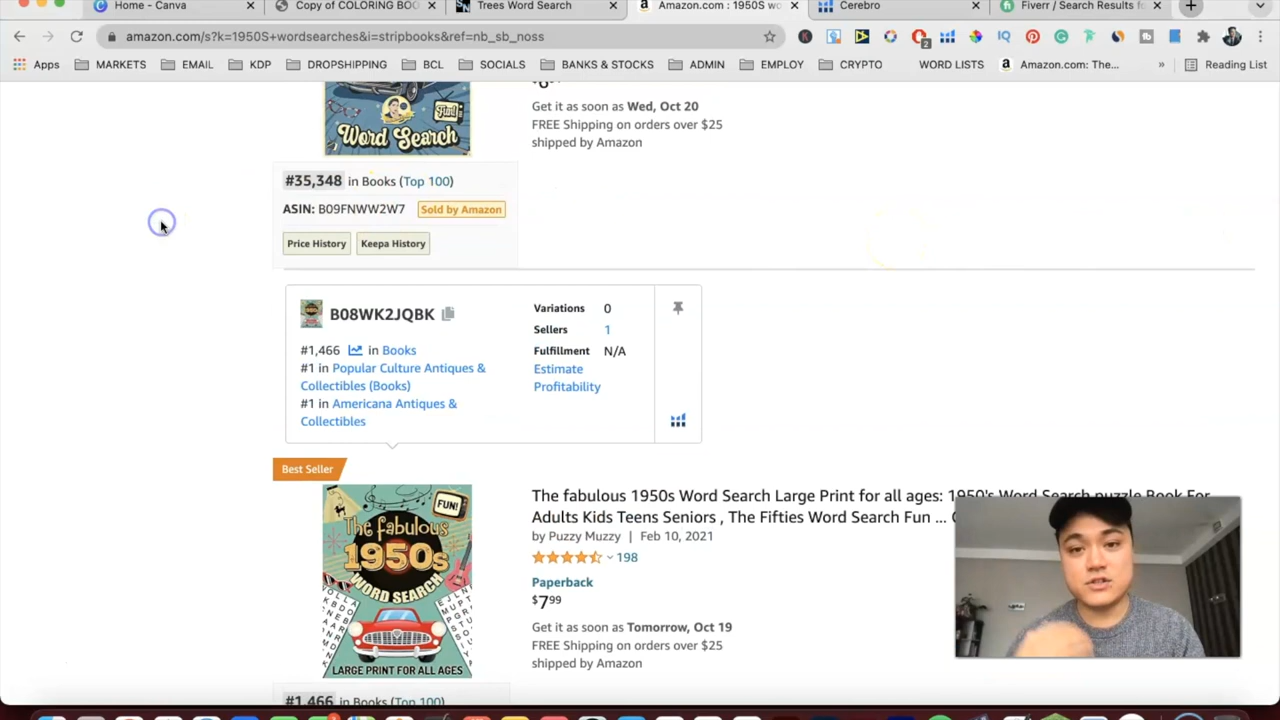 Home - Canva
Copy of COLORING BOO
Trees Word Search
Amazon.com : 1950S wo
Cerebro
Fiverr / Search Results fo
amazon.com/s?k=1950S+wordsearches&i=stripbooks&ref=nb_sb_noss
2
Apps
MARKETS
EMAIL
KDP
DROPSHIPPING
BCL
SOCIALS
BANKS & STOCKS
ADMIN
EMPLOY
CRYPTO
WORD LISTS
Amazon.com: The...
»
Reading List
Get it as soon as Wed, Oct 20
FREE Shipping on orders over $25
shipped by Amazon
Fun!
Word Search
#35,348 in Books (Top 100)
ASIN: B09FNWW2W7 Sold by Amazon
Price History Keepa History
B08WK2JQBK
#1,466 in Books
#1 in Popular Culture Antiques &
Collectibles (Books)
#1 in Americana Antiques &
Collectibles
Variations 0
Sellers 1
Fulfillment N/A
Estimate
Profitability
Best Seller
FUN!
The fabulous
1950s
WORD SEARCH
LARGE PRINT FOR ALL AGES
The fabulous 1950s Word Search Large Print for all ages: 1950's Word Search puzzle Book For
Adults Kids Teens Seniors , The Fifties Word Search Fun ...
by Puzzy Muzzy | Feb 10, 2021
198
Paperback
$7.99
Get it as soon as Tomorrow, Oct 19
FREE Shipping on orders over $25
shipped by Amazon
#1,466 in Books (Top 100)